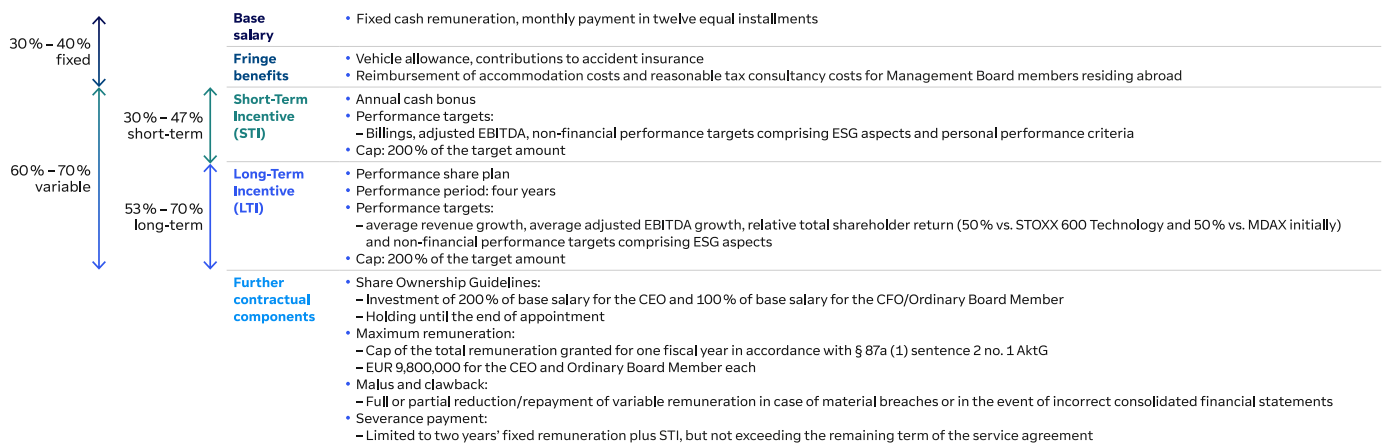 30 % – 40 %
fixed
60 % – 70 %
variable
30 % – 47 %
short-term
53 % – 70 %
long-term
Base
salary
• Fixed cash remuneration, monthly payment in twelve equal installments
Fringe
benefits
• Vehicle allowance, contributions to accident insurance
• Reimbursement of accommodation costs and reasonable tax consultancy costs for Management Board members residing abroad
Short-Term
Incentive
(STI)
• Annual cash bonus
• Performance targets:
– Billings, adjusted EBITDA, non-financial performance targets comprising ESG aspects and personal performance criteria
• Cap: 200 % of the target amount
Long-Term
Incentive
(LTI)
• Performance share plan
• Performance period: four years
• Performance targets:
– average revenue growth, average adjusted EBITDA growth, relative total shareholder return (50 % vs. STOXX 600 Technology and 50 % vs. MDAX initially)
and non-financial performance targets comprising ESG aspects
• Cap: 200 % of the target amount
Further
contractual
components
• Share Ownership Guidelines:
– Investment of 200 % of base salary for the CEO and 100 % of base salary for the CFO/Ordinary Board Member
– Holding until the end of appointment
• Maximum remuneration:
– Cap of the total remuneration granted for one fiscal year in accordance with § 87a (1) sentence 2 no. 1 AktG
– EUR 9,800,000 for the CEO and Ordinary Board Member each
• Malus and clawback:
– Full or partial reduction/repayment of variable remuneration in case of material breaches or in the event of incorrect consolidated financial statements
• Severance payment:
– Limited to two years' fixed remuneration plus STI, but not exceeding the remaining term of the service agreement